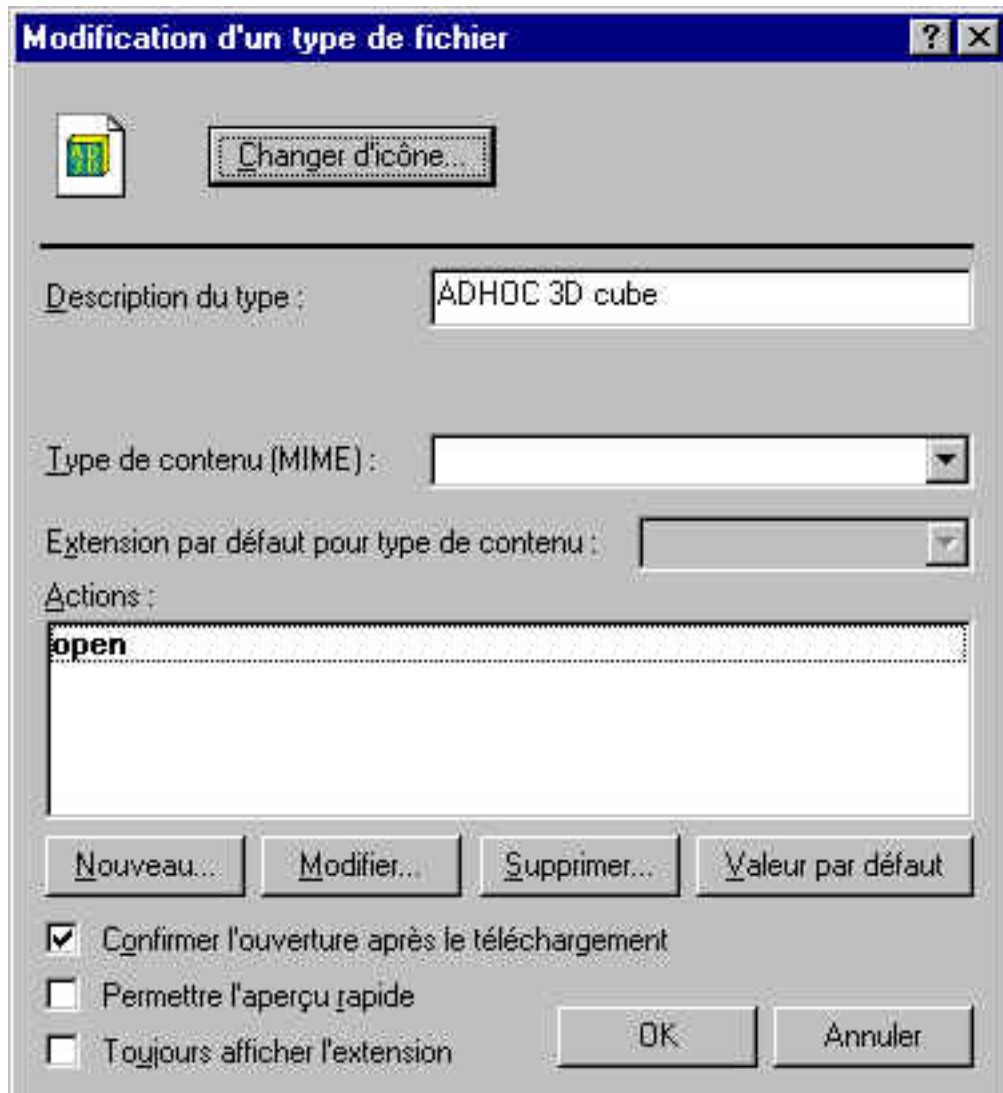 Modification d'un type de fichier
Changer d'icône...
Description du type : ADHOC 3D cube
Type de contenu (MIME) :
Extension par défaut pour type de contenu :
Actions :
open
Nouveau... Modifier... Supprimer... Valeur par défaut
Confirmer l'ouverture après le téléchargement
Permettre l'aperçu rapide
Toujours afficher l'extension
OK Annuler